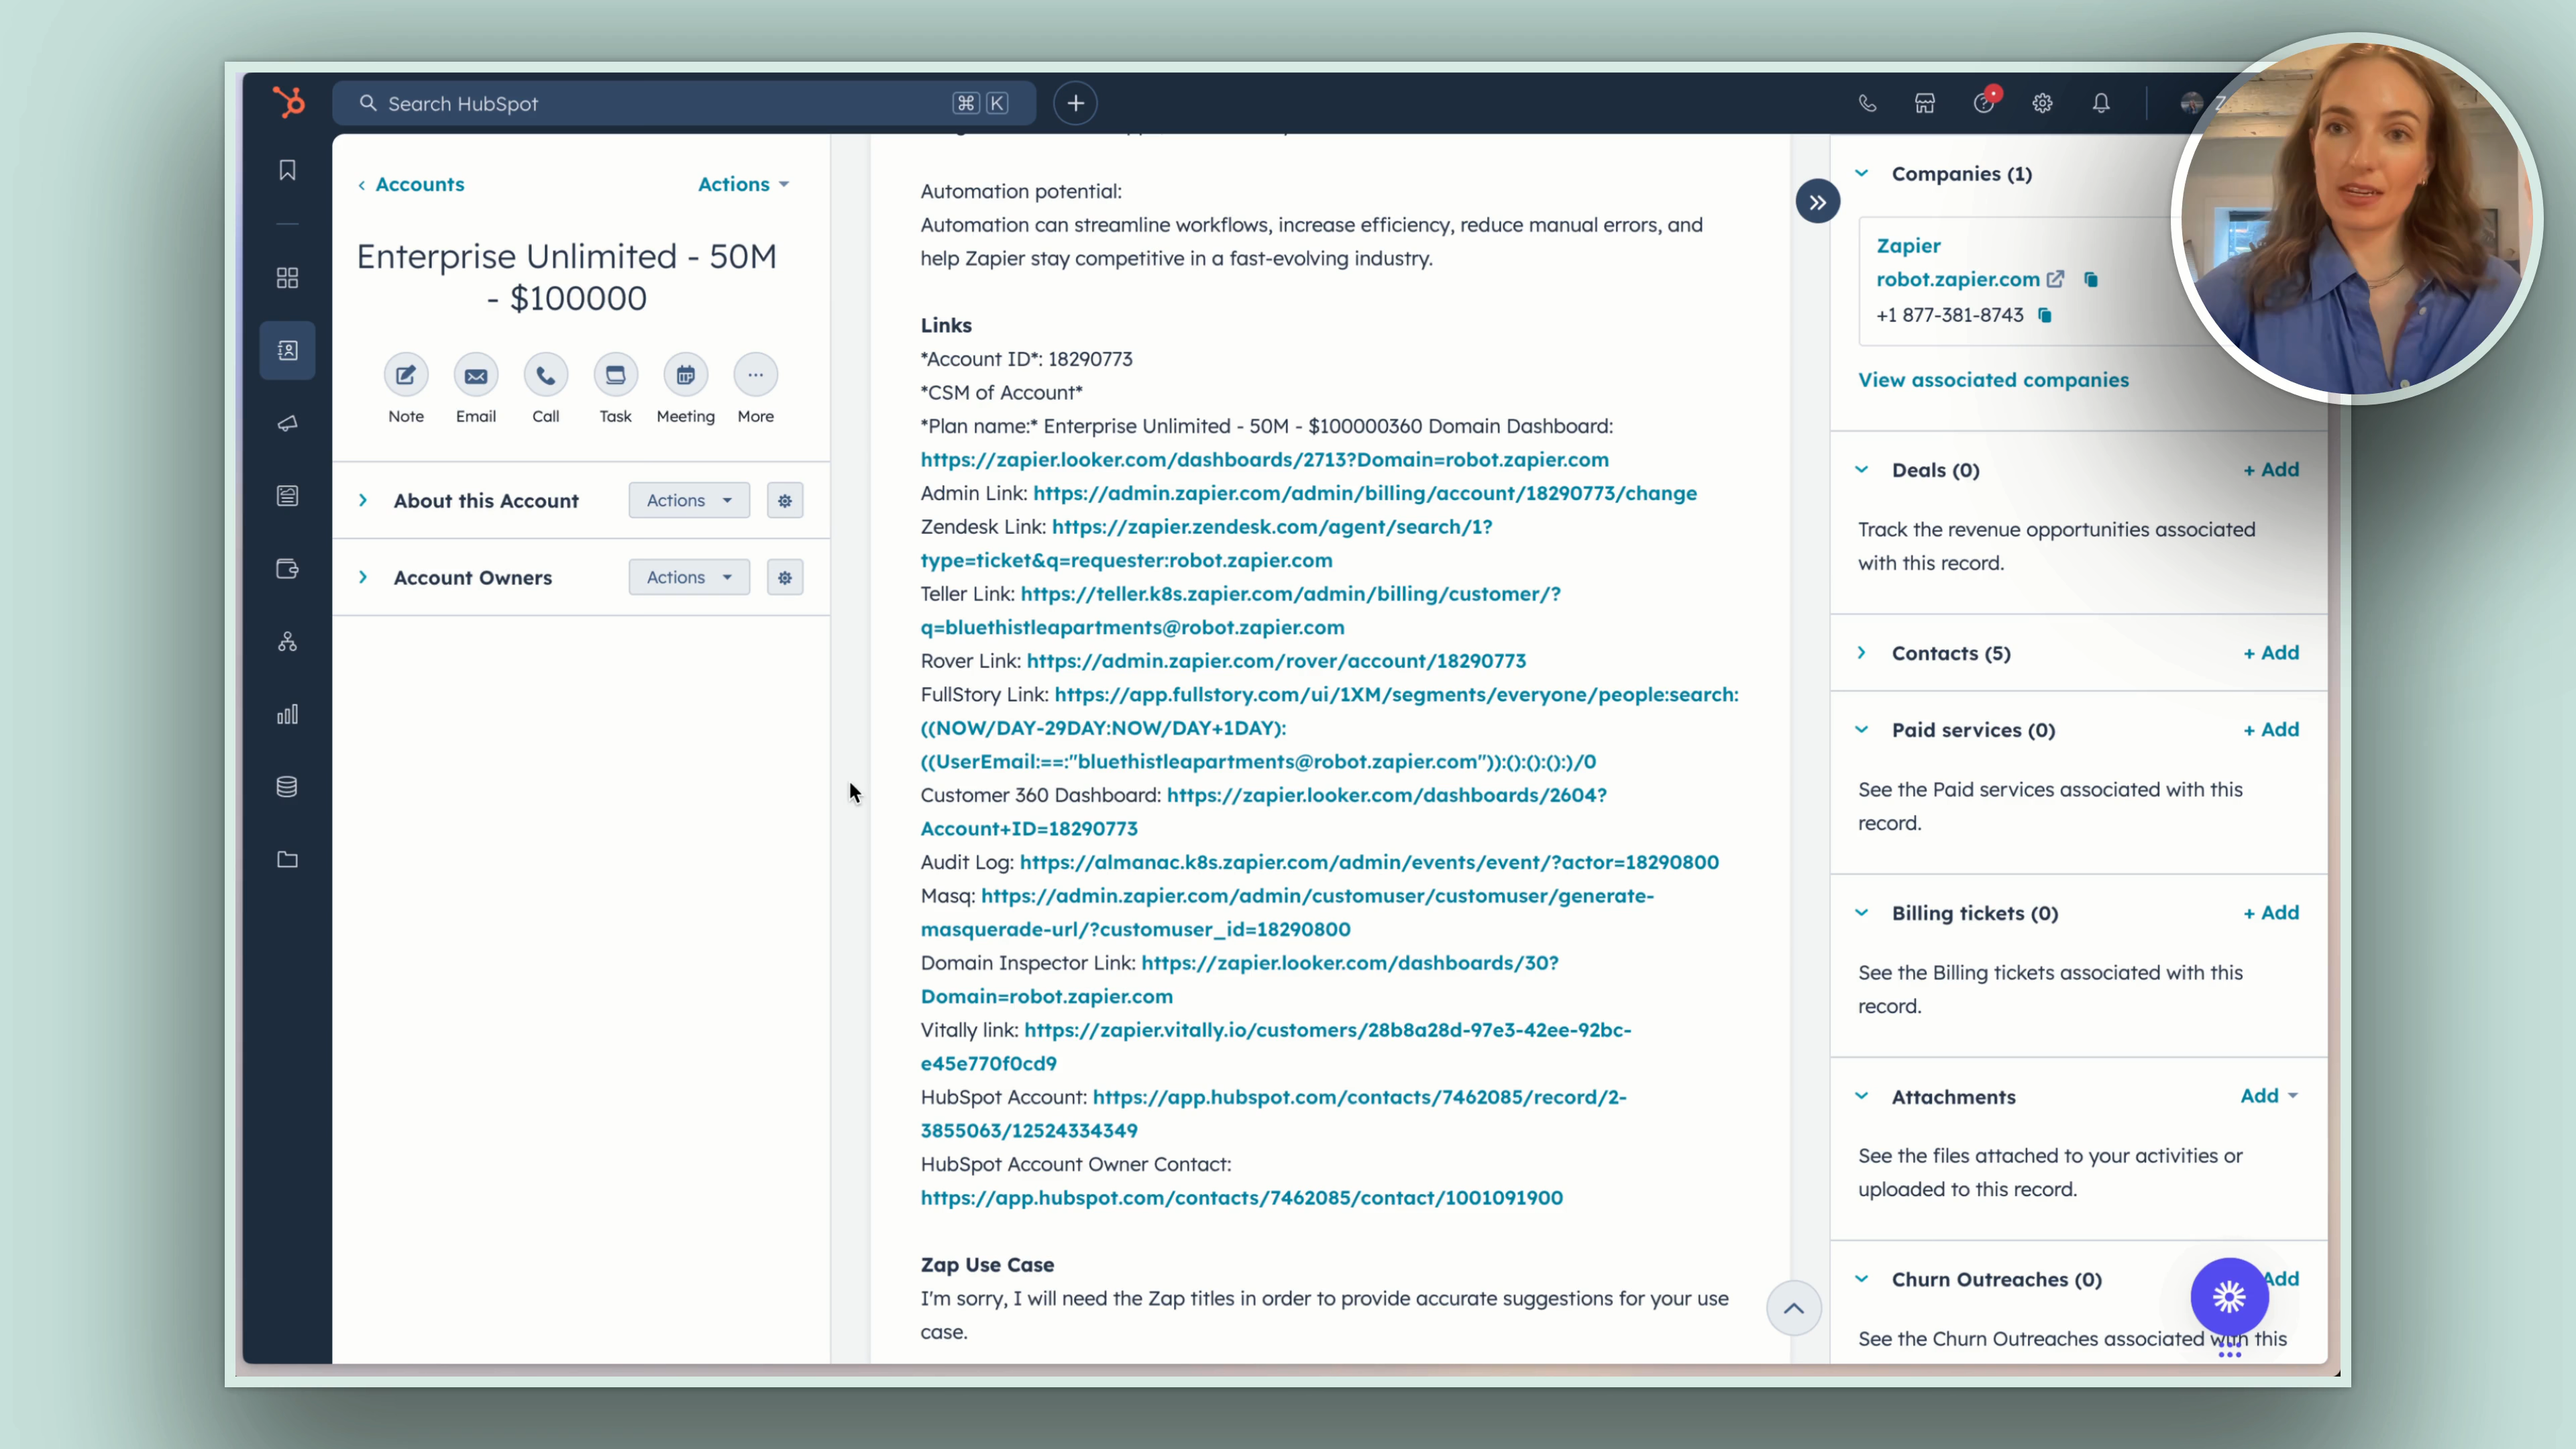 Search HubSpot
⌘ K
Z
Accounts
Actions
Enterprise Unlimited - 50M
- $100000
Note
Email
Call
Task
Meeting
More
About this Account
Actions
Account Owners
Actions
Automation potential:
Automation can streamline workflows, increase efficiency, reduce manual errors, and
help Zapier stay competitive in a fast-evolving industry.
Links
*Account ID*: 18290773
*CSM of Account*
*Plan name:* Enterprise Unlimited - 50M - $100000360 Domain Dashboard:
https://zapier.looker.com/dashboards/2713?Domain=robot.zapier.com
Admin Link: https://admin.zapier.com/admin/billing/account/18290773/change
Zendesk Link: https://zapier.zendesk.com/agent/search/1?
type=ticket&q=requester:robot.zapier.com
Teller Link: https://teller.k8s.zapier.com/admin/billing/customer/?
q=bluethistleapartments@robot.zapier.com
Rover Link: https://admin.zapier.com/rover/account/18290773
FullStory Link: https://app.fullstory.com/ui/1XM/segments/everyone/people:search:
((NOW/DAY-29DAY:NOW/DAY+1DAY):
((UserEmail:==:"bluethistleapartments@robot.zapier.com")):():():():)/0
Customer 360 Dashboard: https://zapier.looker.com/dashboards/2604?
Account+ID=18290773
Audit Log: https://almanac.k8s.zapier.com/admin/events/event/?actor=18290800
Masq: https://admin.zapier.com/admin/customuser/customuser/generate-
masquerade-url/?customuser_id=18290800
Domain Inspector Link: https://zapier.looker.com/dashboards/30?
Domain=robot.zapier.com
Vitally link: https://zapier.vitally.io/customers/28b8a28d-97e3-42ee-92bc-
e45e770f0cd9
HubSpot Account: https://app.hubspot.com/contacts/7462085/record/2-
3855063/12524334349
HubSpot Account Owner Contact:
https://app.hubspot.com/contacts/7462085/contact/1001091900
Zap Use Case
I'm sorry, I will need the Zap titles in order to provide accurate suggestions for your use
case.
Companies (1)
Zapier
robot.zapier.com
+1 877-381-8743
View associated companies
Deals (0)
+ Add
Track the revenue opportunities associated
with this record.
Contacts (5)
+ Add
Paid services (0)
+ Add
See the Paid services associated with this
record.
Billing tickets (0)
+ Add
See the Billing tickets associated with this
record.
Attachments
Add
See the files attached to your activities or
uploaded to this record.
Churn Outreaches (0)
Add
See the Churn Outreaches associated with this